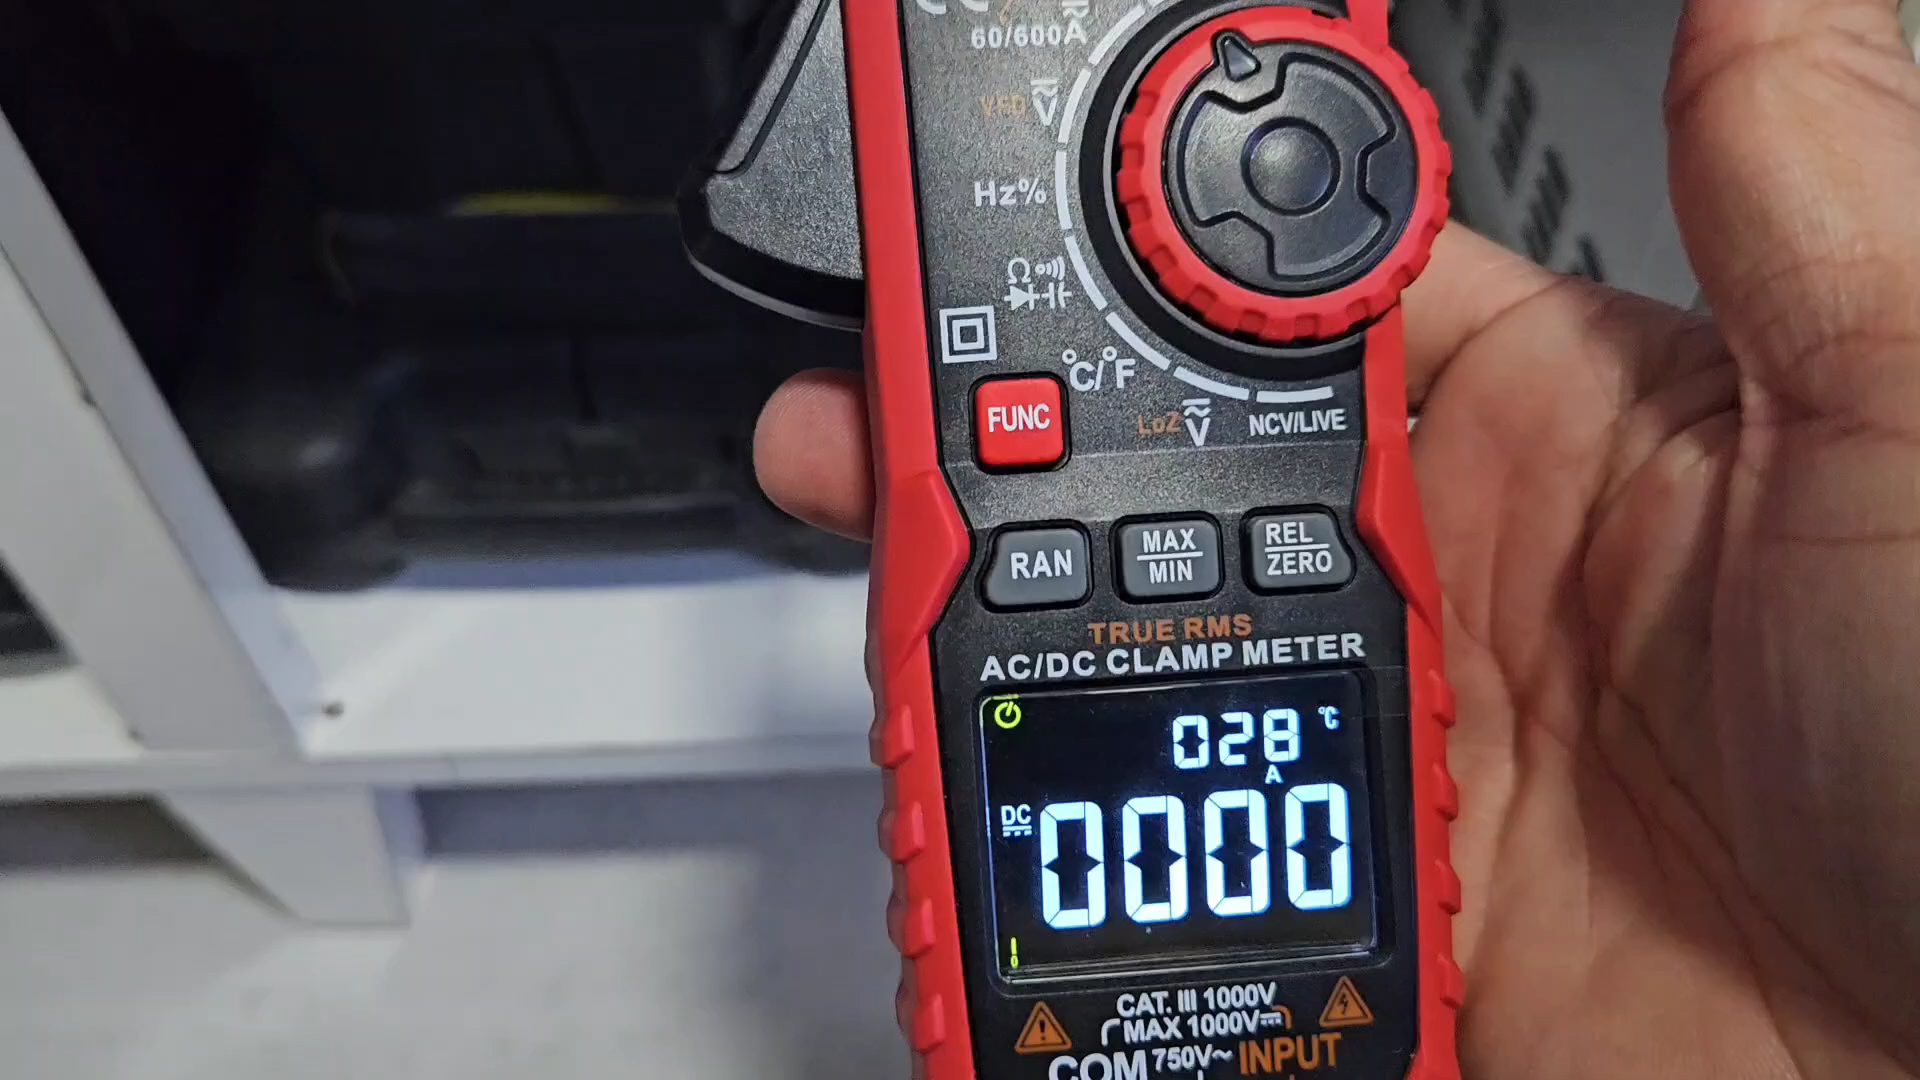 60/600A
VFD V
Hz%
Ω
°C/°F
FUNC
LoZ V
NCV/LIVE
RAN
MAX
MIN
REL
ZERO
TRUE RMS
AC/DC CLAMP METER
028 °C
A
DC 0000
CAT. III 1000V
MAX 1000V
COM 750V~ INPUT